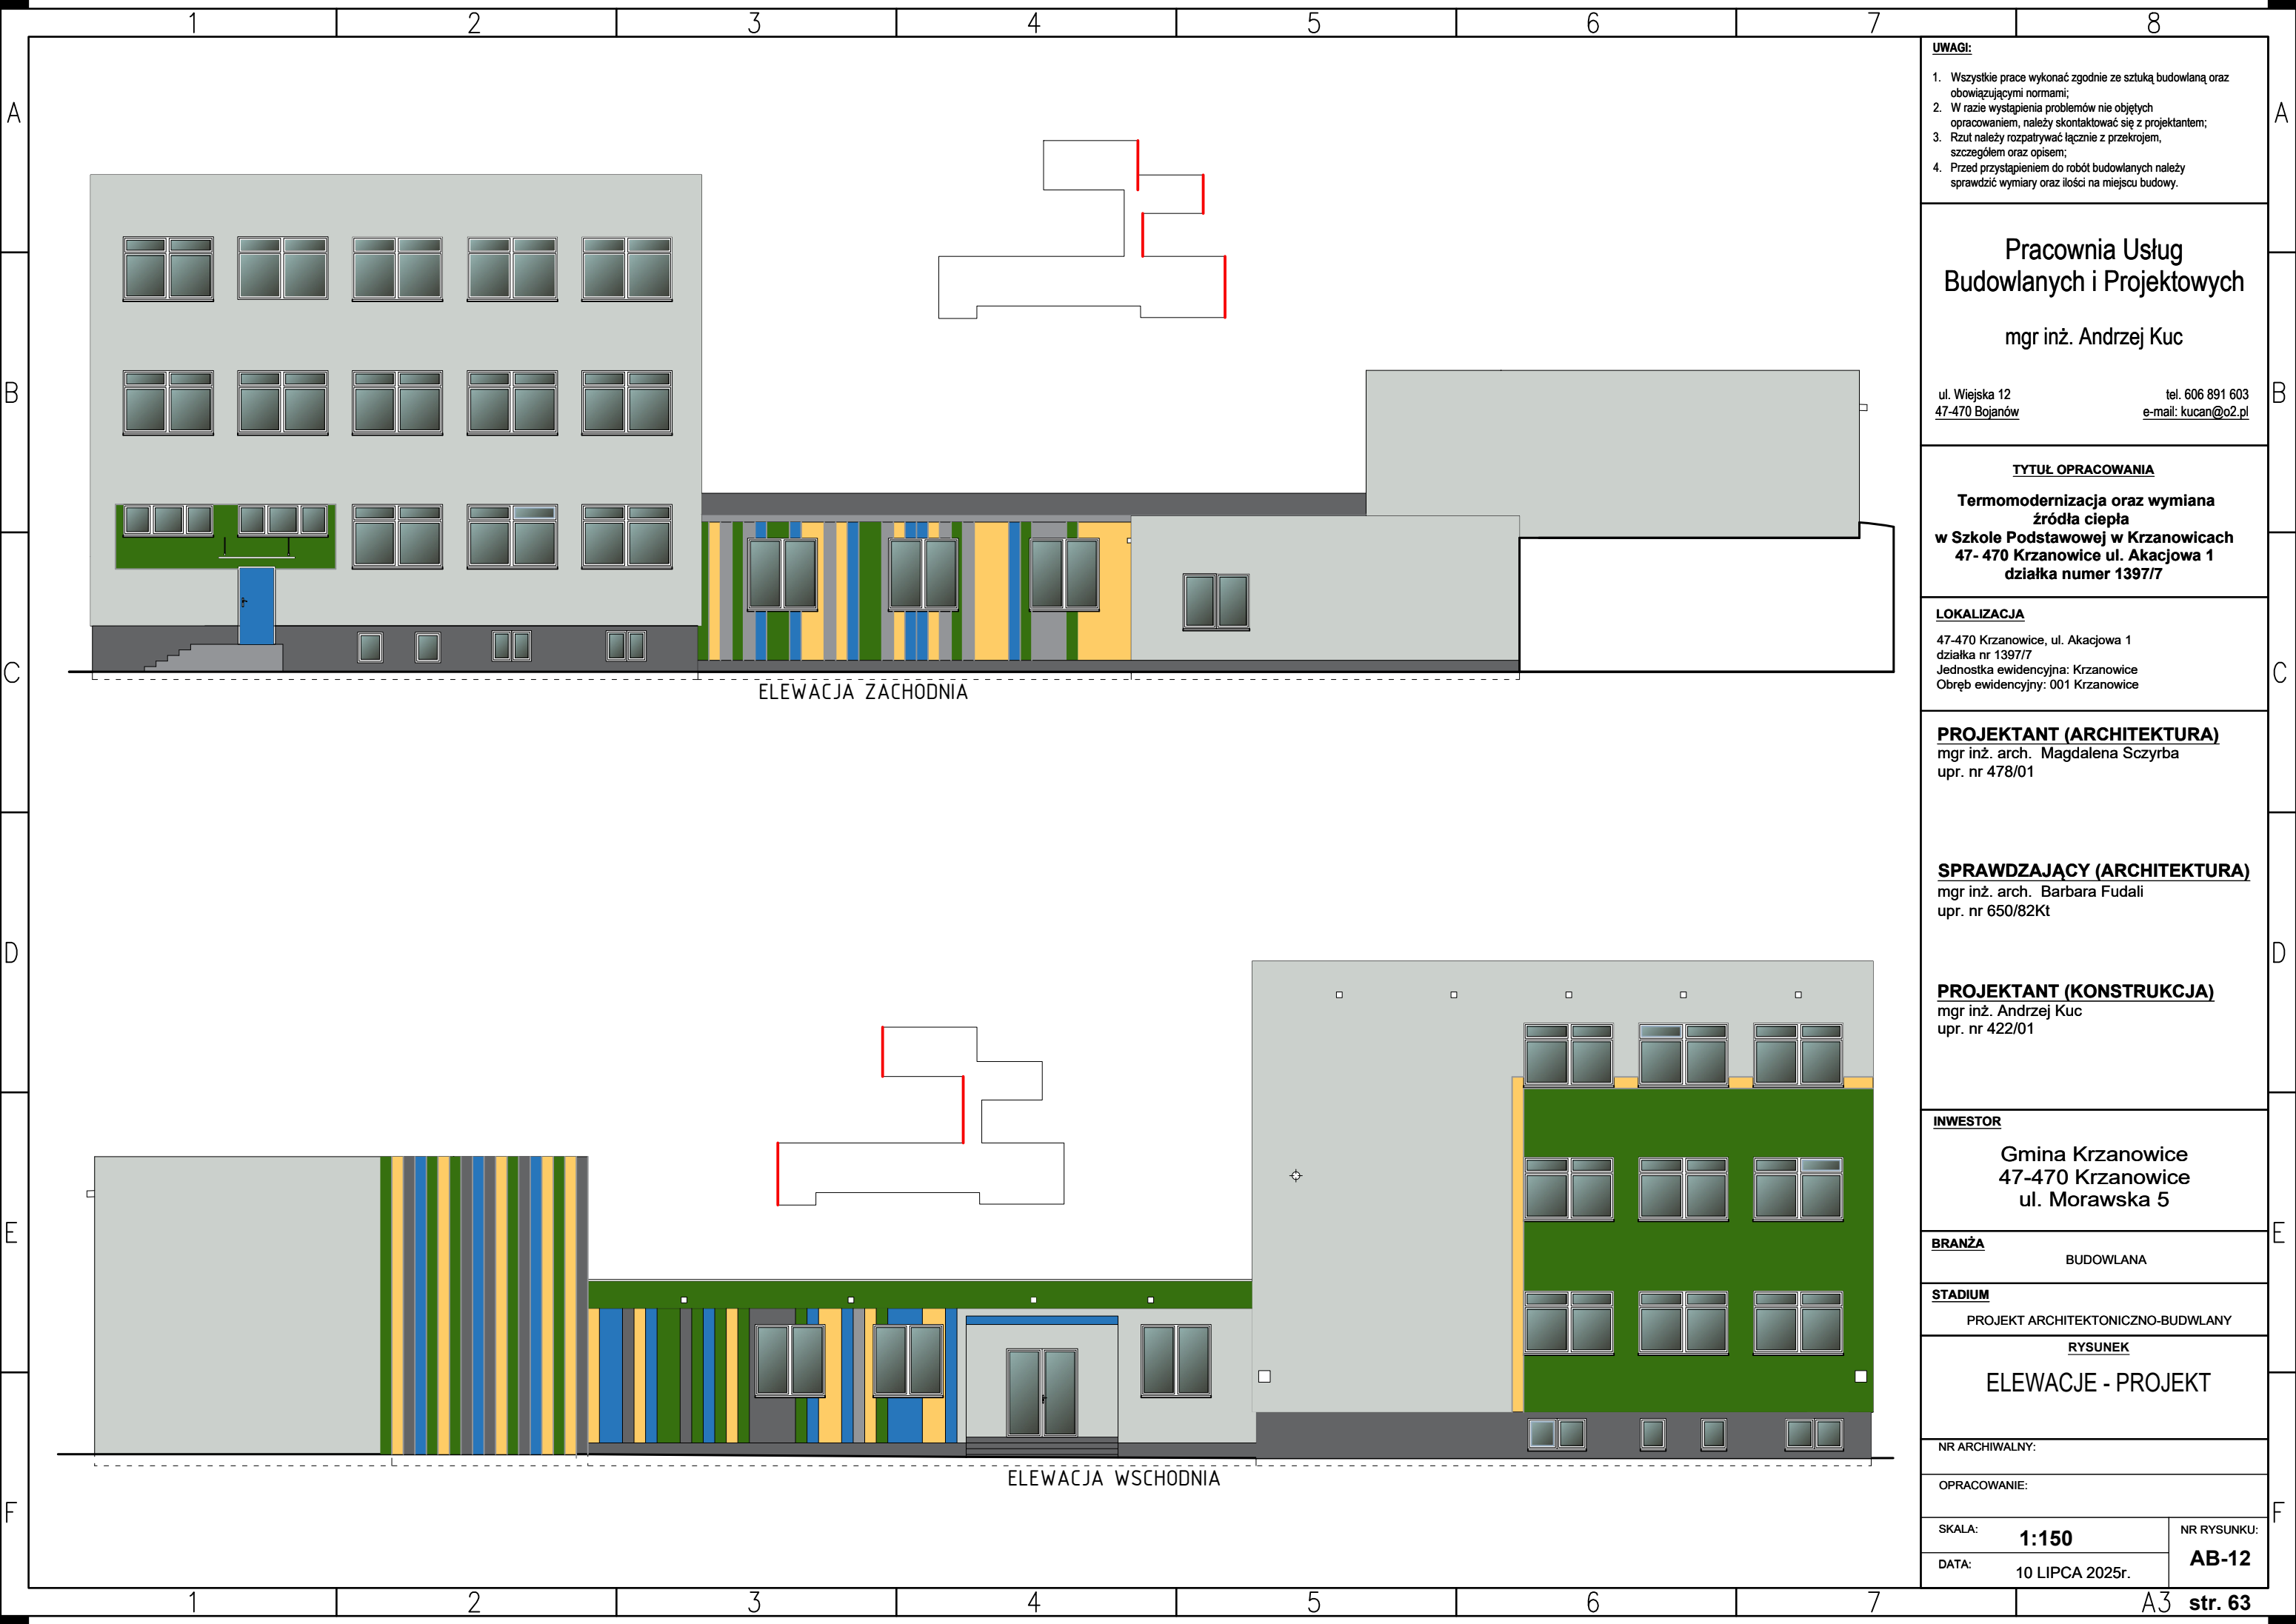 1 2 3 4 5 6 7 8
A A
B B
C C
D D
E E
F F
ELEWACJA ZACHODNIA
ELEWACJA WSCHODNIA
UWAGI:
1. Wszystkie prace wykonać zgodnie ze sztuką budowlaną oraz
obowiązującymi normami;
2. W razie wystąpienia problemów nie objętych
opracowaniem, należy skontaktować się z projektantem;
3. Rzut należy rozpatrywać łącznie z przekrojem,
szczegółem oraz opisem;
4. Przed przystąpieniem do robót budowlanych należy
sprawdzić wymiary oraz ilości na miejscu budowy.
Pracownia Usług
Budowlanych i Projektowych
mgr inż. Andrzej Kuc
ul. Wiejska 12 tel. 606 891 603
47-470 Bojanów e-mail: kucan@o2.pl
TYTUŁ OPRACOWANIA
Termomodernizacja oraz wymiana
źródła ciepła
w Szkole Podstawowej w Krzanowicach
47- 470 Krzanowice ul. Akacjowa 1
działka numer 1397/7
LOKALIZACJA
47-470 Krzanowice, ul. Akacjowa 1
działka nr 1397/7
Jednostka ewidencyjna: Krzanowice
Obręb ewidencyjny: 001 Krzanowice
PROJEKTANT (ARCHITEKTURA)
mgr inż. arch. Magdalena Sczyrba
upr. nr 478/01
SPRAWDZAJĄCY (ARCHITEKTURA)
mgr inż. arch. Barbara Fudali
upr. nr 650/82Kt
PROJEKTANT (KONSTRUKCJA)
mgr inż. Andrzej Kuc
upr. nr 422/01
INWESTOR
Gmina Krzanowice
47-470 Krzanowice
ul. Morawska 5
BRANŻA
BUDOWLANA
STADIUM
PROJEKT ARCHITEKTONICZNO-BUDWLANY
RYSUNEK
ELEWACJE - PROJEKT
NR ARCHIWALNY:
OPRACOWANIE:
SKALA: 1:150
NR RYSUNKU:
AB-12
DATA: 10 LIPCA 2025r.
1 2 3 4 5 6 7 A3 str. 63